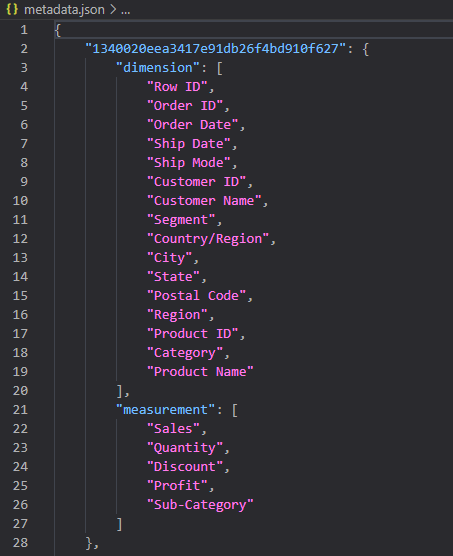 {} metadata.json > ...
1 {
2     "1340020eea3417e91db26f4bd910f627": {
3         "dimension": [
4             "Row ID",
5             "Order ID",
6             "Order Date",
7             "Ship Date",
8             "Ship Mode",
9             "Customer ID",
10             "Customer Name",
11             "Segment",
12             "Country/Region",
13             "City",
14             "State",
15             "Postal Code",
16             "Region",
17             "Product ID",
18             "Category",
19             "Product Name"
20         ],
21         "measurement": [
22             "Sales",
23             "Quantity",
24             "Discount",
25             "Profit",
26             "Sub-Category"
27         ]
28     },